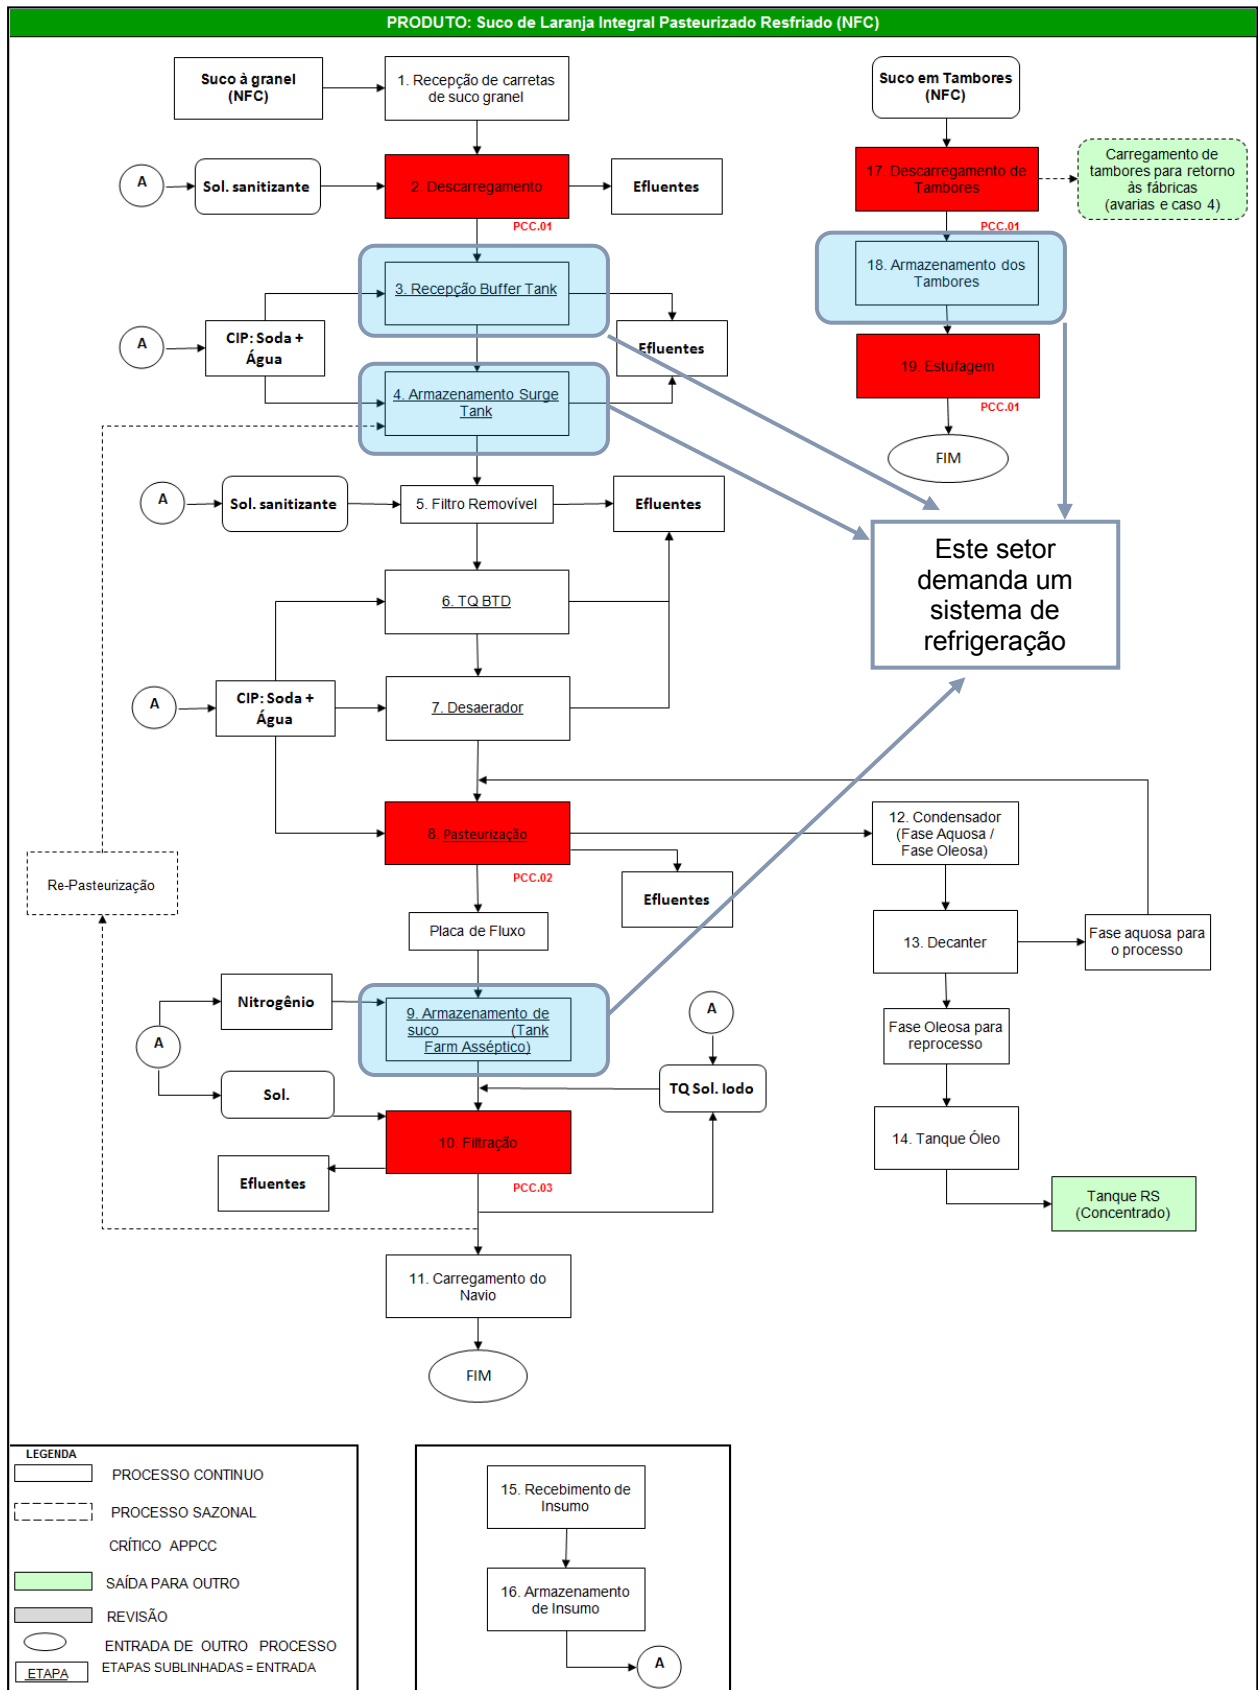 PRODUTO: Suco de Laranja Integral Pasteurizado Resfriado (NFC)
Suco à granel
(NFC)
1. Recepção de carretas
de suco granel
Suco em Tambores
(NFC)
A
Sol. sanitizante
2. Descarregamento
Efluentes
PCC.01
17. Descarregamento de
Tambores
PCC.01
Carregamento de
tambores para retorno
às fábricas
(avarias e caso 4)
3. Recepção Buffer Tank
18. Armazenamento dos
Tambores
A
CIP: Soda +
Água
Efluentes
4. Armazenamento Surge
Tank
19. Estufagem
PCC.01
FIM
A
Sol. sanitizante
5. Filtro Removível
Efluentes
Este setor
demanda um
sistema de
refrigeração
6. TQ BTD
A
CIP: Soda +
Água
7. Desaerador
8. Pasteurização
PCC.02
12. Condensador
(Fase Aquosa /
Fase Oleosa)
Re-Pasteurização
Efluentes
Placa de Fluxo
13. Decanter
Fase aquosa para
o processo
Nitrogênio
9. Armazenamento de
suco (Tank
Farm Asséptico)
A
A
Fase Oleosa para
reprocesso
Sol.
TQ Sol. Iodo
10. Filtração
PCC.03
14. Tanque Óleo
Efluentes
Tanque RS
(Concentrado)
11. Carregamento do
Navio
FIM
LEGENDA
PROCESSO CONTINUO
PROCESSO SAZONAL
CRÍTICO APPCC
SAÍDA PARA OUTRO
REVISÃO
ENTRADA DE OUTRO PROCESSO
ETAPA
ETAPAS SUBLINHADAS = ENTRADA
15. Recebimento de
Insumo
16. Armazenamento
de Insumo
A